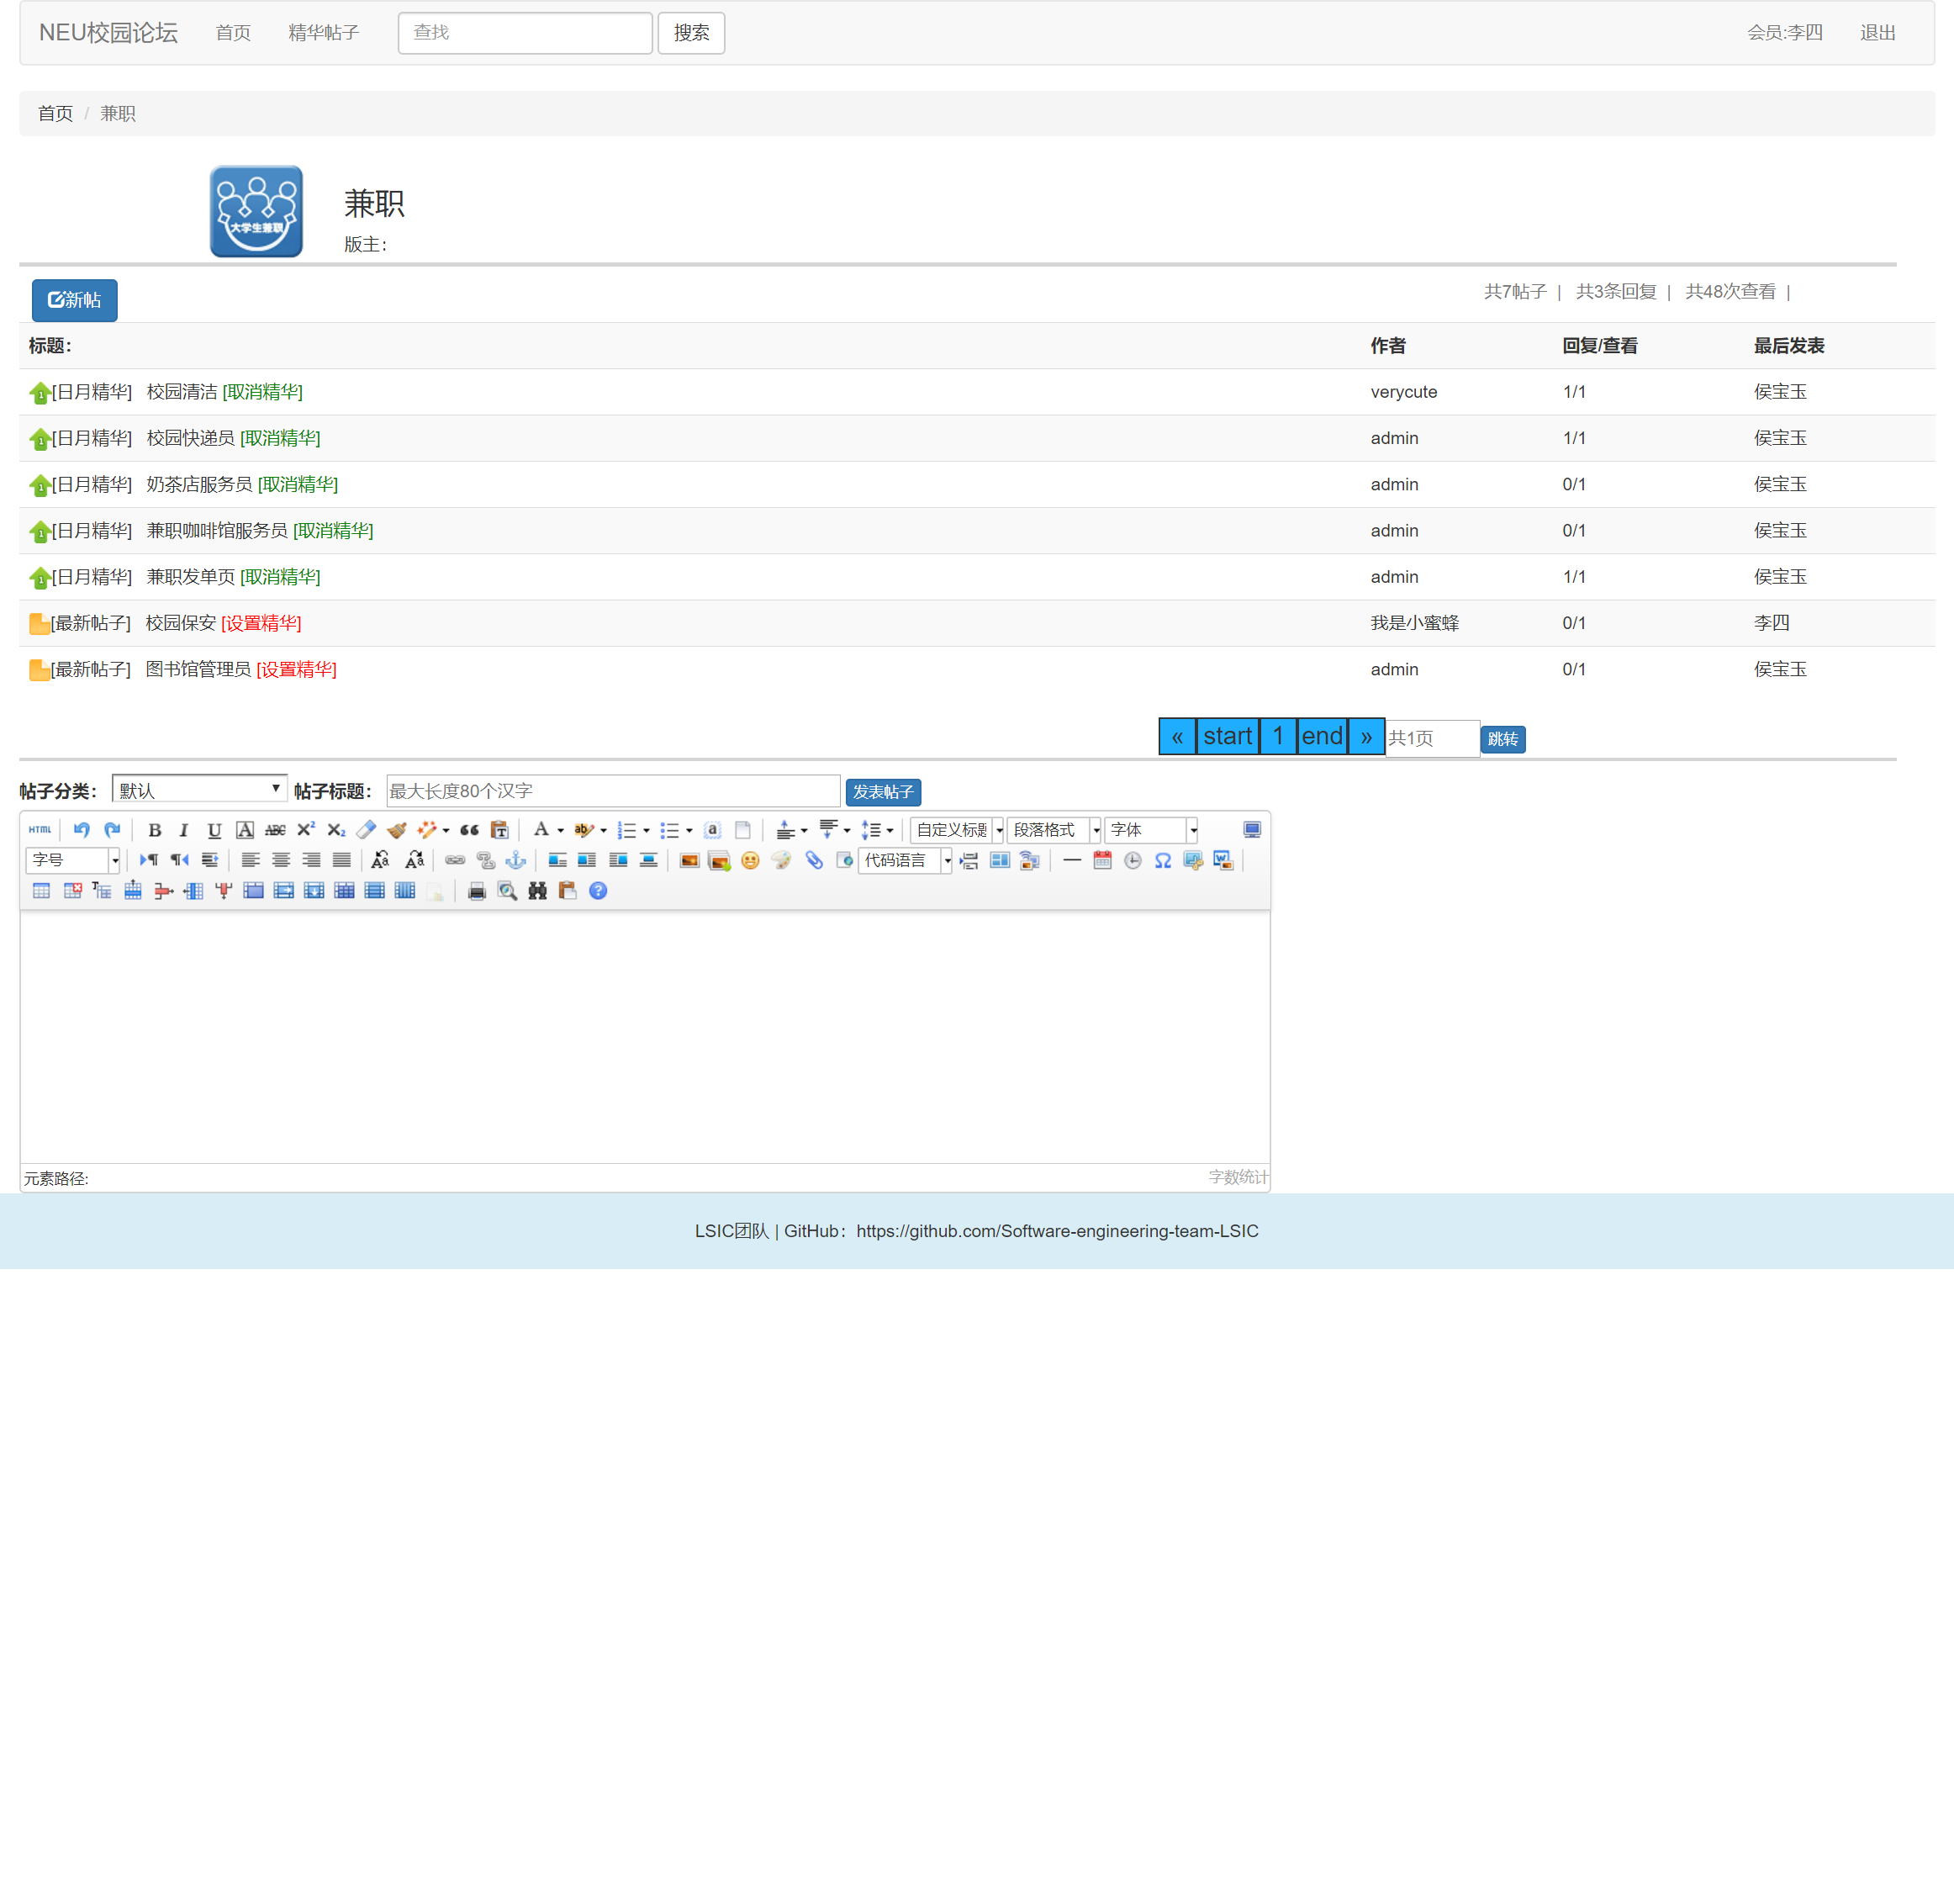 NEU校园论坛 首页 精华帖子 查找 搜索 会员:李四 退出
首页 / 兼职
大学生兼职
兼职
版主：
新帖 共7帖子 | 共3条回复 | 共48次查看 |
标题： 作者 回复/查看 最后发表
[日月精华] 校园清洁 [取消精华] verycute 1/1 侯宝玉
[日月精华] 校园快递员 [取消精华] admin 1/1 侯宝玉
[日月精华] 奶茶店服务员 [取消精华] admin 0/1 侯宝玉
[日月精华] 兼职咖啡馆服务员 [取消精华] admin 0/1 侯宝玉
[日月精华] 兼职发单页 [取消精华] admin 1/1 侯宝玉
[最新帖子] 校园保安 [设置精华] 我是小蜜蜂 0/1 李四
[最新帖子] 图书馆管理员 [设置精华] admin 0/1 侯宝玉
« start 1 end » 共1页 跳转
帖子分类： 默认 帖子标题： 最大长度80个汉字 发表帖子
HTML B I U A ABC X² X₂ A ab a 自定义标题 段落格式 字体
字号 代码语言
元素路径: 字数统计
LSIC团队 | GitHub：https://github.com/Software-engineering-team-LSIC